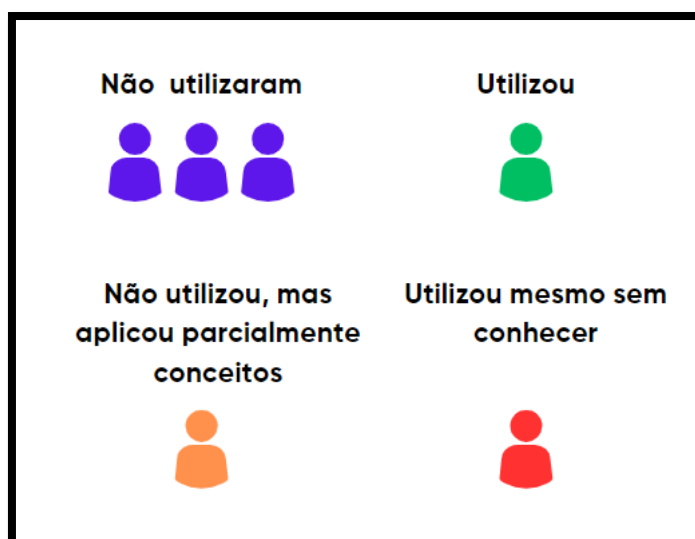 Não utilizaram
Utilizou
Não utilizou, mas
aplicou parcialmente
conceitos
Utilizou mesmo sem
conhecer